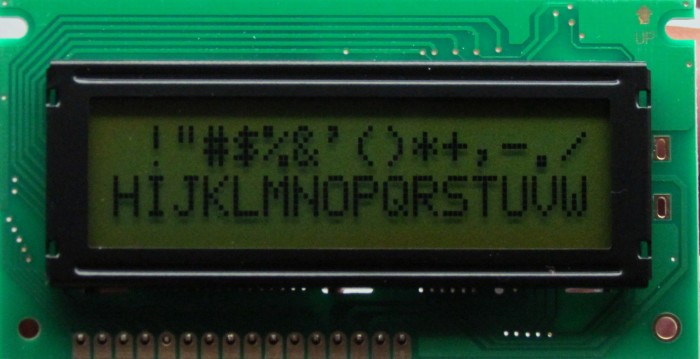 UP
 !"#$%&'()*+,-./
HIJKLMNOPQRSTUVW